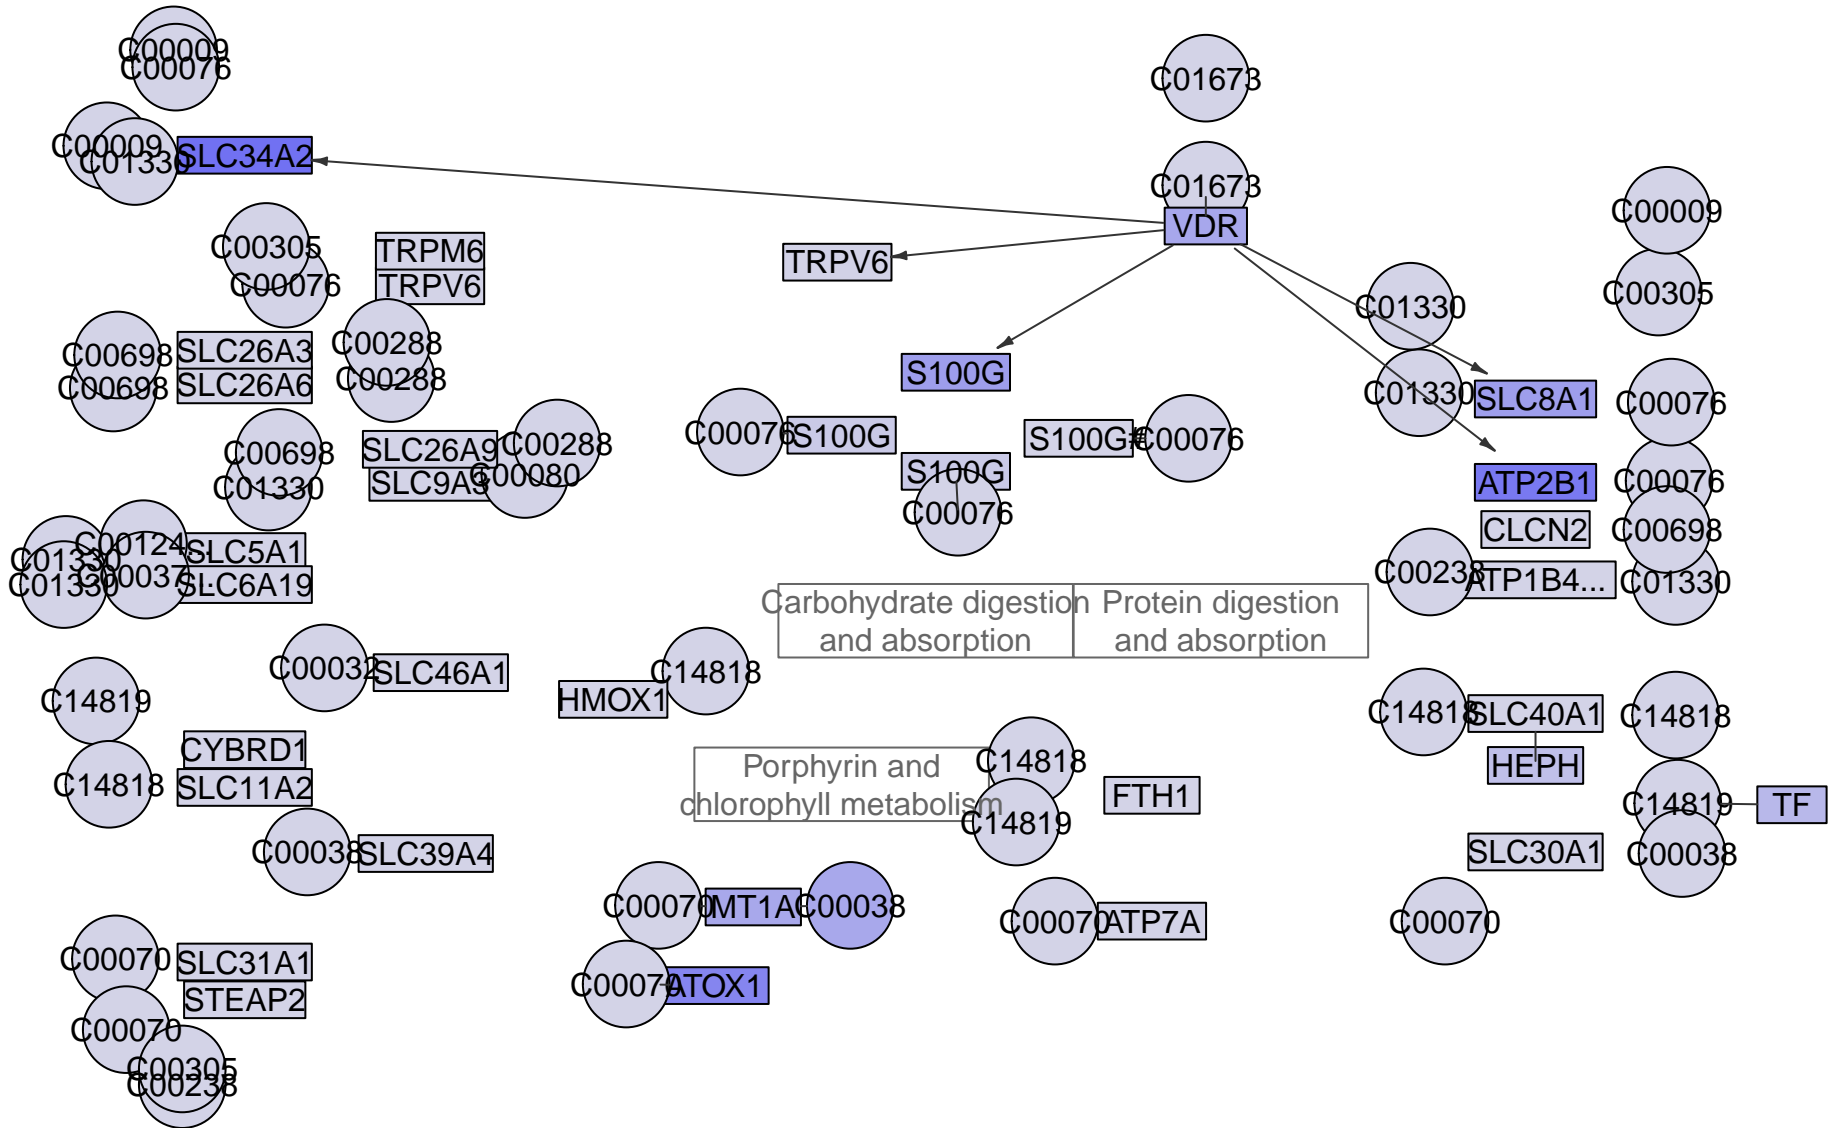 C00009
C00076
C01673
C00009
C01330
SLC34A2
C01673
VDR
C00009
C00305
C00076
TRPM6
TRPV6
TRPV6
C01330
C00305
C00698
C00698
SLC26A3
SLC26A6
C00288
C00288
S100G
C01330
SLC8A1
C00076
C00698
C01330
SLC26A9
SLC9A3
C00288
C00080
C00076
S100G
S100G
C00076
S100G#
C00076
ATP2B1
C00076
CLCN2
C00698
C01330
C01330
C00124...
C00037...
SLC5A1
SLC6A19
C00238
ATP1B4...
C01330
Carbohydrate digestion
and absorption
Protein digestion
and absorption
C00032
SLC46A1
HMOX1
C14818
C14819
CYBRD1
C14818
SLC11A2
C14818
SLC40A1
HEPH
C14818
Porphyrin and
chlorophyll metabolism
C14818
C14819
FTH1
C14819
TF
C00038
SLC39A4
SLC30A1
C00038
C00070
MT1A
C00038
C00070
ATP7A
C00070
C00070
SLC31A1
STEAP2
C00070
ATOX1
C00070
C00305
C00238